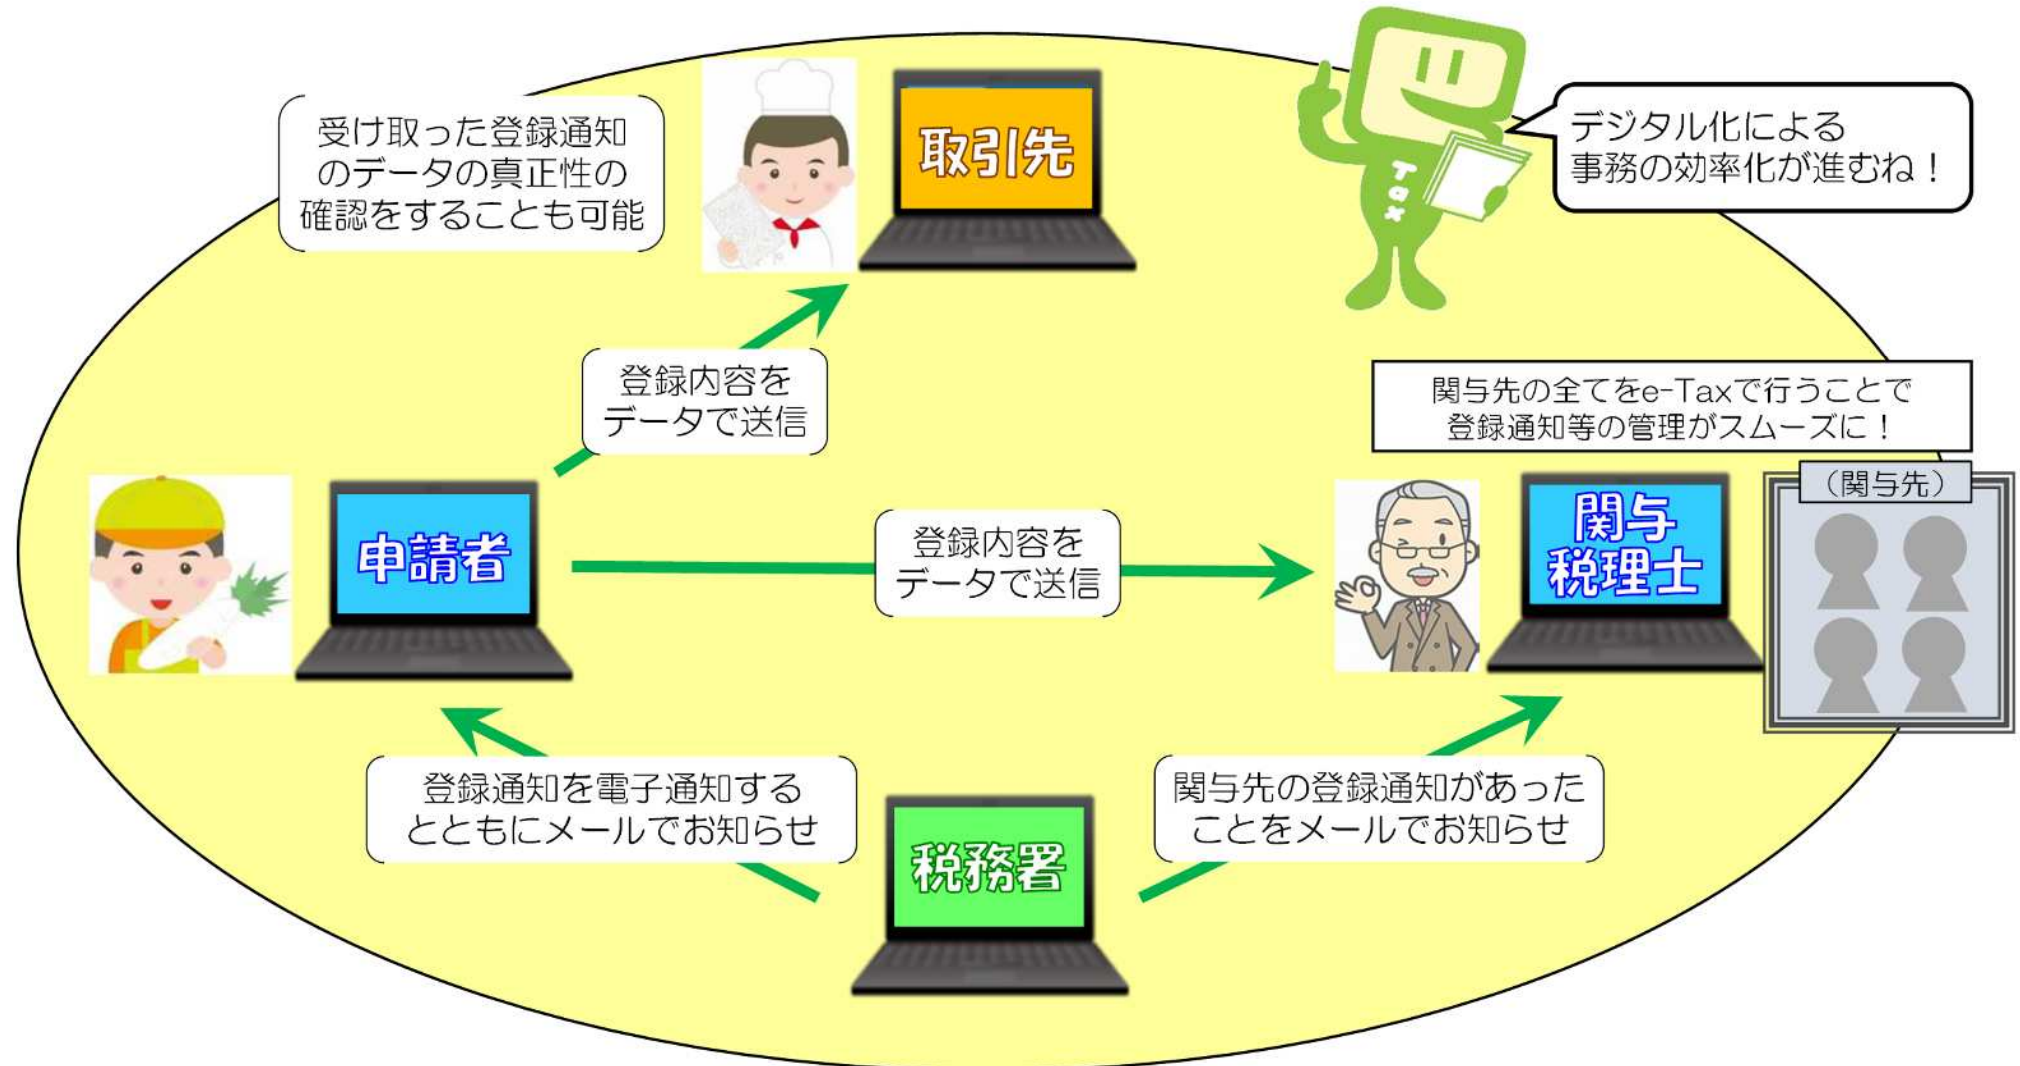 受け取った登録通知
のデータの真正性の
確認をすることも可能
取引先
Tax
デジタル化による
事務の効率化が進むね！
登録内容を
データで送信
関与先の全てをe-Taxで行うことで
登録通知等の管理がスムーズに！
申請者
登録内容を
データで送信
関与
税理士
（関与先）
登録通知を電子通知する
とともにメールでお知らせ
関与先の登録通知があった
ことをメールでお知らせ
税務署